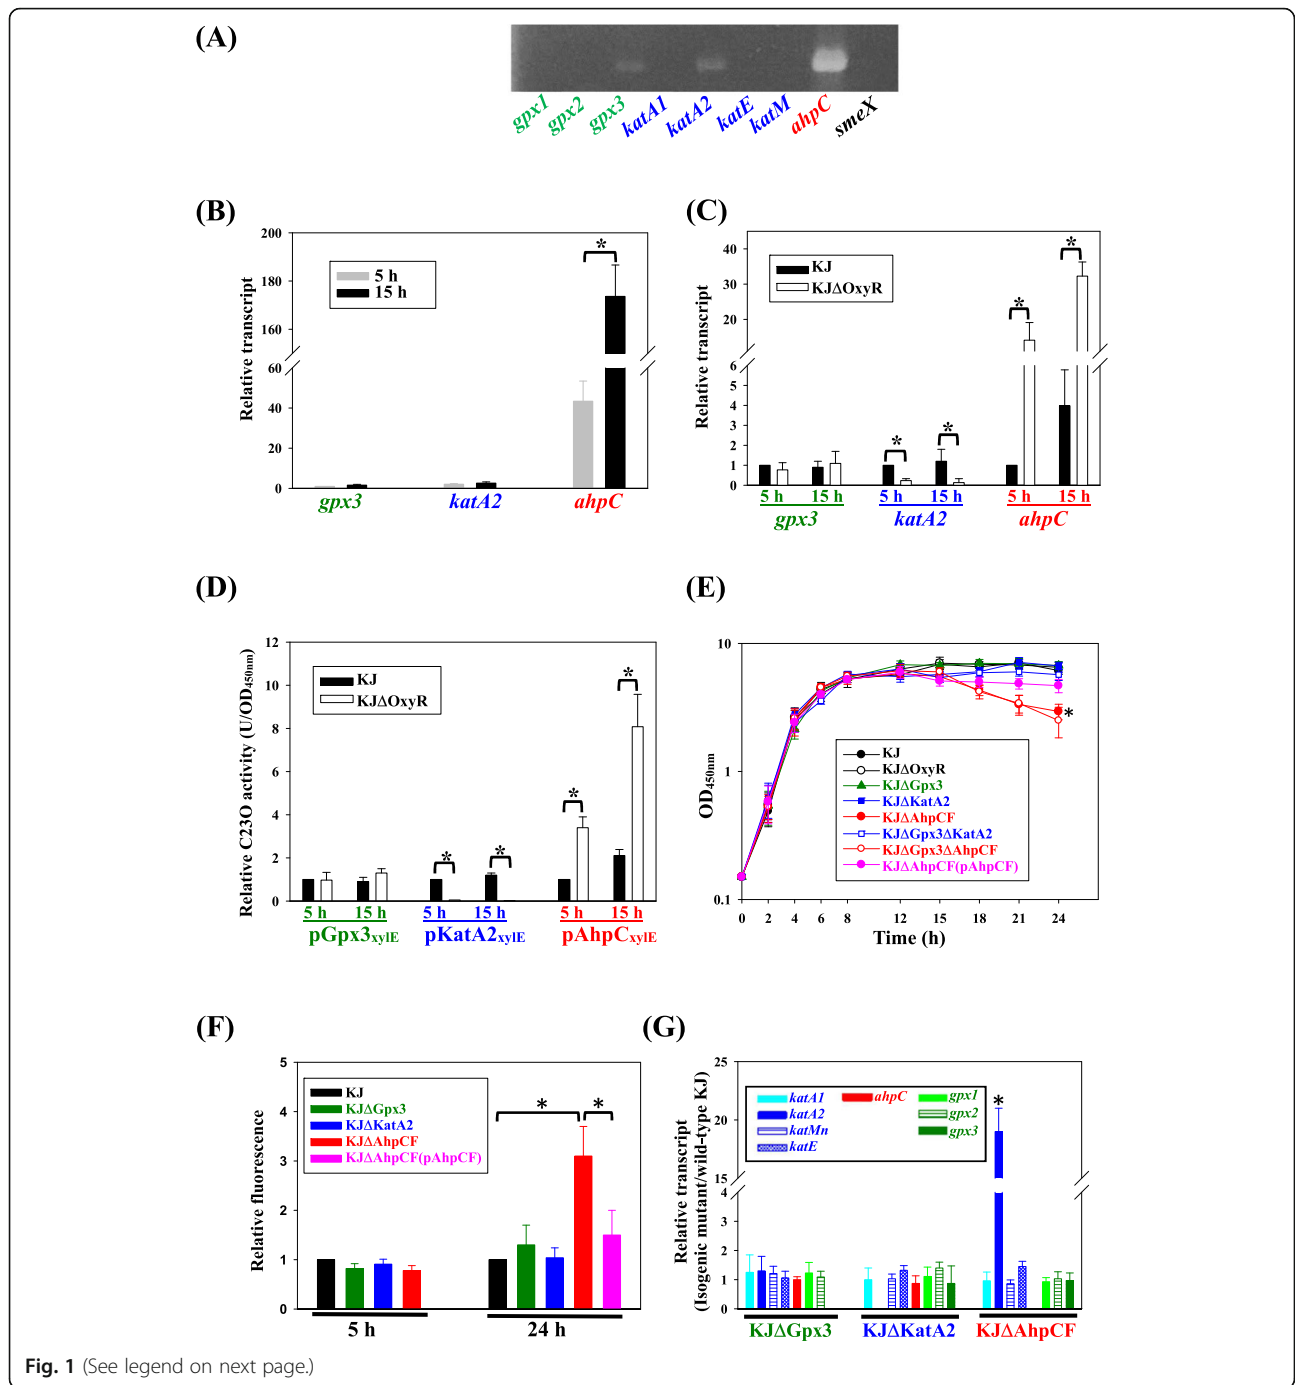 (A)
gpx1 gpx2 gpx3 katA1 katA2 katE katM ahpC smeX
(B)
Relative transcript
200
180
160
60
40
20
0
5 h
15 h
*
gpx3 katA2 ahpC
(C)
Relative transcript
40
30
20
6
5
4
3
2
1
0
KJ
KJΔOxyR
* * * *
5 h 15 h 5 h 15 h 5 h 15 h
gpx3 katA2 ahpC
(D)
Relative C23O activity (U/OD450nm)
12
10
8
6
4
2
0
KJ
KJΔOxyR
* * * *
5 h 15 h 5 h 15 h 5 h 15 h
pGpx3xylE pKatA2xylE pAhpCxylE
(E)
OD450nm
10
1
0.1
KJ
KJΔOxyR
KJΔGpx3
KJΔKatA2
KJΔAhpCF
KJΔGpx3ΔKatA2
KJΔGpx3ΔAhpCF
KJΔAhpCF(pAhpCF)
*
0 2 4 6 8 12 15 18 21 24
Time (h)
(F)
Relative fluorescence
5
4
3
2
1
0
KJ
KJΔGpx3
KJΔKatA2
KJΔAhpCF
KJΔAhpCF(pAhpCF)
* *
5 h 24 h
(G)
Relative transcript
(Isogenic mutant/wild-type KJ)
25
20
15
4
3
2
1
0
katA1 ahpC gpx1
katA2 gpx2
katMn gpx3
katE
*
KJΔGpx3 KJΔKatA2 KJΔAhpCF
Fig. 1 (See legend on next page.)